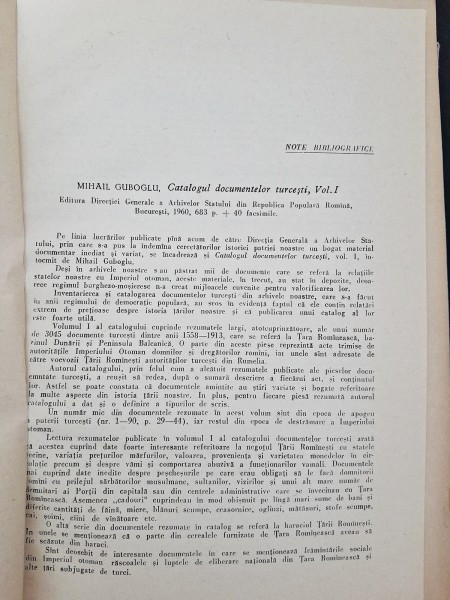 NOTE BIBLIOGRAFICE
MIHAIL GUBOGLU, Catalogul documentelor turcești, Vol. I
Editura Direcției Generale a Arhivelor Statului din Republica Populară Romînă,
București, 1960, 683 p. + 40 facsimile.
Pe linia lucrărilor publicate pînă acum de către Direcția Generală a Arhivelor Sta-
tului, prin care s-a pus la îndemîna cercetătorilor istoriei patriei noastre un bogat material
documentar inedit și variat, se încadrează și Catalogul documentelor turcești, vol. I, în-
tocmit de Mihail Guboglu.
Deși în arhivele noastre s-au păstrat mii de documente care se referă la relațiile
statelor noastre cu Imperiul otoman, aceste materiale, în trecut, au stat în depozite, deoa-
rece regimul burghezo-moșieresc n-a creat mijloacele cuvenite pentru valorificarea lor.
Inventarierea și catalogarea documentelor turcești din arhivele noastre, care s-a făcut
în anii regimului de democrație populară, au scos în evidență faptul că ele conțin relatări
extrem de prețioase despre istoria țărilor noastre și că publicarea unui catalog al lor
este foarte utilă.
Volumul I al catalogului cuprinde rezumatele largi, atotcuprinzătoare, ale unui număr
de 3045 documente turcești dintre anii 1558—1913, care se referă la Țara Romînească, ba-
zinul Dunării și Peninsula Balcanică. O parte din aceste piese reprezintă acte trimise de
autoritățile Imperiului Otoman domnilor și dregătorilor romîni, iar unele sînt adresate de
către voevozii Țării Romînești autorităților turcești din Rumelia.
Autorul catalogului, prin felul cum a alcătuit rezumatele publicate ale pieselor docu-
mentate turcești, a reușit să redea, după o sumară descriere a fiecărui act, și conținutul
lor. Astfel se poate constata că documentele amintite au știri variate și bogate referitoare
la multe aspecte din istoria țării noastre. În plus, pentru fiecare piesă rezumată autorul
catalogului a dat și o definire a tipurilor de scris.
Un număr mic din documentele rezumate în acest volum sînt din epoca de apogeu
a puterii turcești (nr. 1—90, p. 29—44), iar restul din epoca de destrămare a Imperiului
otoman.
Lectura rezumatelor publicate în volumul I al catalogului documentelor turcești arată
că acestea cuprind date foarte interesante referitoare la negoțul Țării Romînești cu statele
vecine, variația prețurilor mărfurilor, valoarea, proveniența și varietatea monedelor în cir-
culație precum și despre vămi și comportarea abuzivă a funcționarilor vamali. Documentele
mai cuprind date inedite despre peșcheșurile pe care erau obligați să le facă domnitorii
romîni cu prilejul sărbătorilor musulmane, sultanilor, vizirilor și unui alt mare număr de
demnitari ai Porții din capitala sau din centrele administrative care se învecinau cu Țara
Romînească. Asemenea „cadouri" cuprindeau în mod obișnuit pe lîngă mari sume de bani și
diferite cantități de făină, miere, blănuri scumpe, ceasornice, oglinzi, mătăsuri, stofe scumpe,
cai, șoimi, cîini de vînătoare etc.
O altă serie din documentele rezumate în catalog se referă la haraciul Țării Romînești.
În unele se menționează că o parte din cerealele furnizate de Țara Romînească aveau să
fie scăzute din haraci.
Sînt deosebit de interesante documentele în care se menționează frămîntările sociale
din Imperiul otoman răscoalele și luptele de eliberare națională din Țara Romînească și
alte țări subjugate de turci.